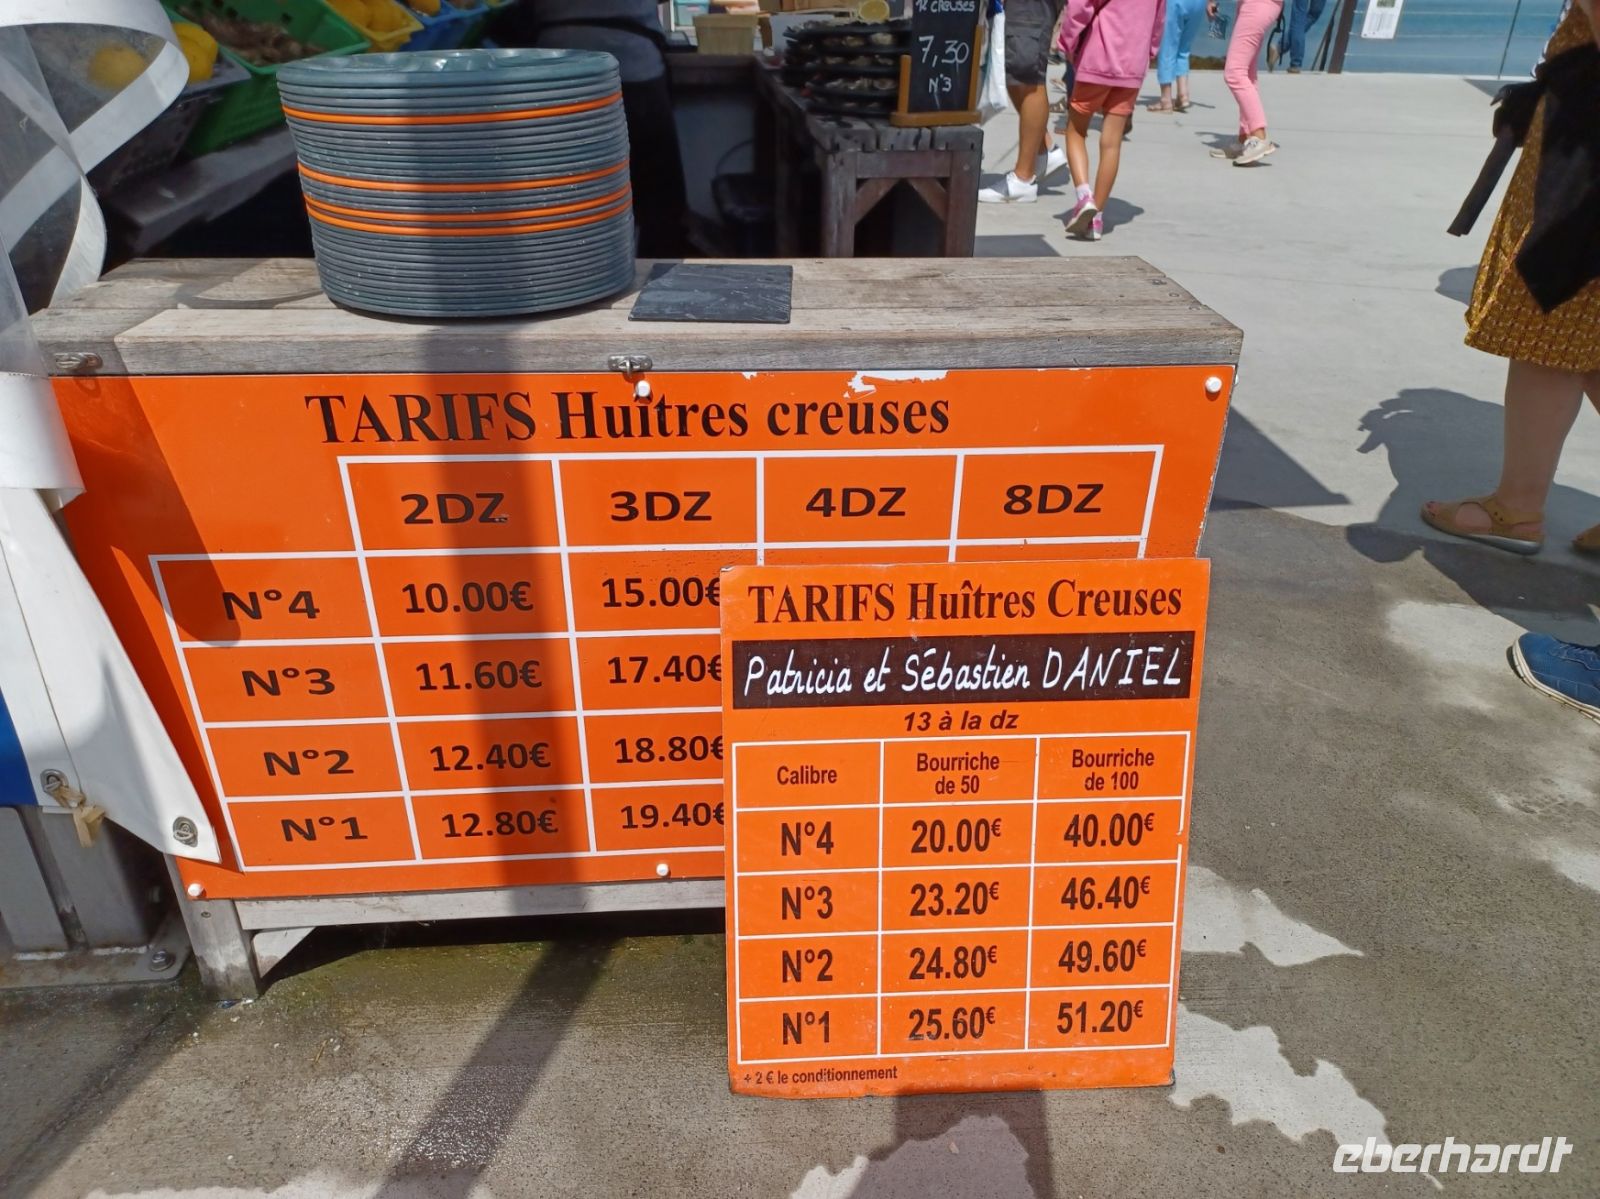 12 CREUSES
7,30
N°3
TARIFS Huîtres creuses
2DZ 3DZ 4DZ 8DZ
N°4 10.00€ 15.00€
N°3 11.60€ 17.40€
N°2 12.40€ 18.80€
N°1 12.80€ 19.40€
TARIFS Huîtres Creuses
Patricia et Sébastien DANIEL
13 à la dz
Calibre Bourriche de 50 Bourriche de 100
N°4 20.00€ 40.00€
N°3 23.20€ 46.40€
N°2 24.80€ 49.60€
N°1 25.60€ 51.20€
+ 2 € le conditionnement
eberhardt